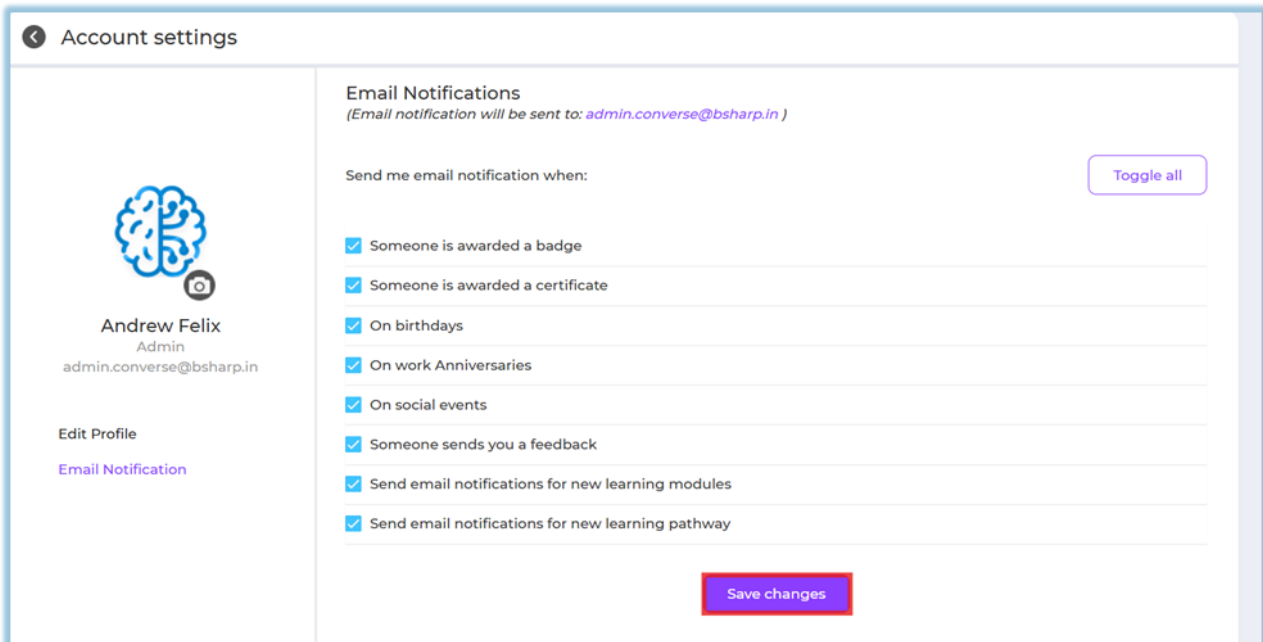 Account settings
Email Notifications
(Email notification will be sent to: admin.converse@bsharp.in )
Send me email notification when:
Toggle all
Someone is awarded a badge
Someone is awarded a certificate
On birthdays
On work Anniversaries
On social events
Someone sends you a feedback
Send email notifications for new learning modules
Send email notifications for new learning pathway
Save changes
Andrew Felix
Admin
admin.converse@bsharp.in
Edit Profile
Email Notification